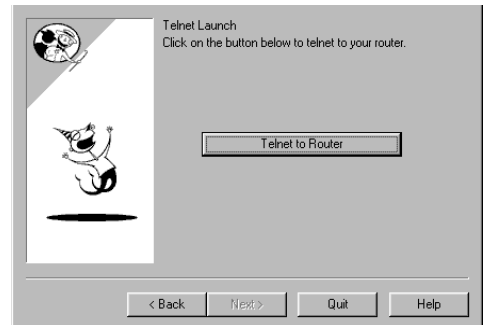 Telnet Launch
Click on the button below to telnet to your router.
Telnet to Router
< Back Next > Quit Help